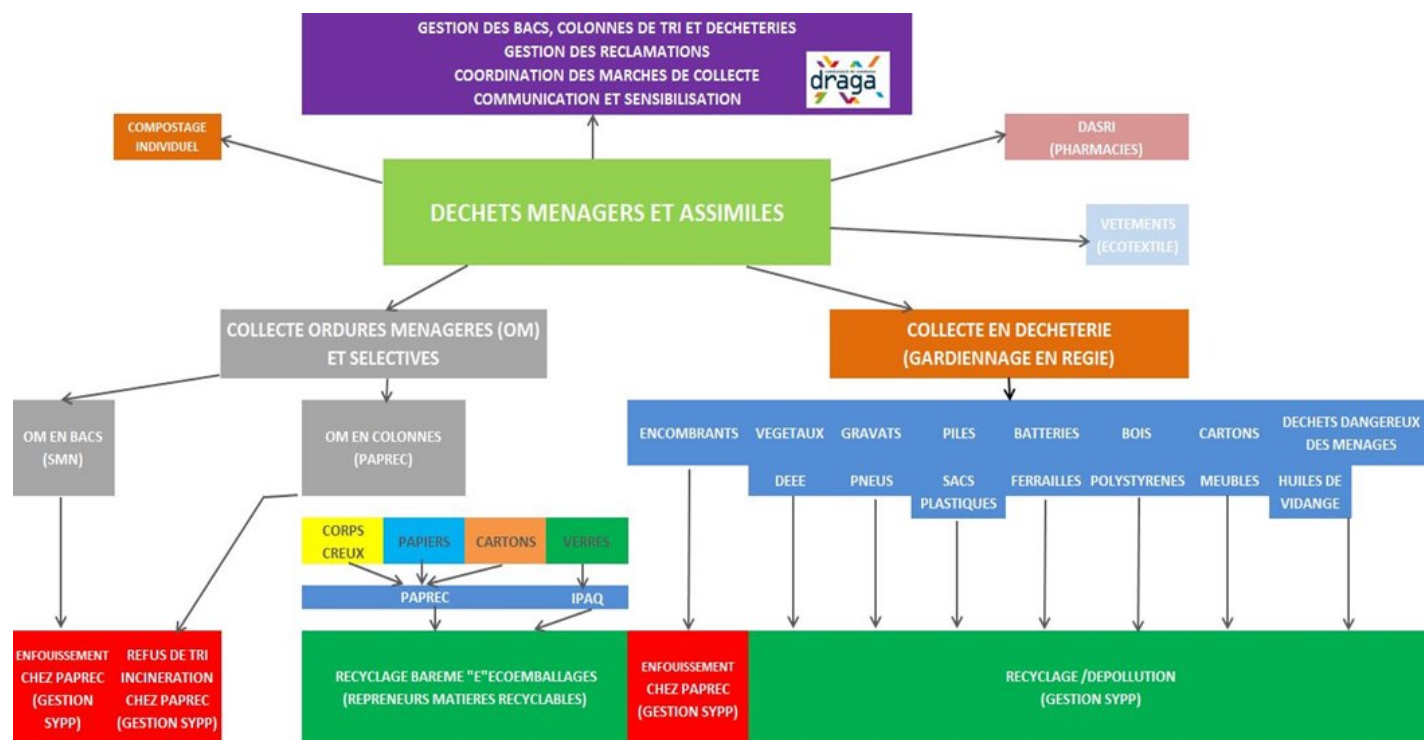 GESTION DES BACS, COLONNES DE TRI ET DECHETERIES
GESTION DES RECLAMATIONS
COORDINATION DES MARCHES DE COLLECTE
COMMUNICATION ET SENSIBILISATION
draga
COMPOSTAGE
INDIVIDUEL
DASRI
(PHARMACIES)
DECHETS MENAGERS ET ASSIMILES
VETEMENTS
(ECOTEXTILE)
COLLECTE ORDURES MENAGERES (OM)
ET SELECTIVES
COLLECTE EN DECHETERIE
(GARDIENNAGE EN REGIE)
OM EN BACS
(SMN)
OM EN COLONNES
(PAPREC)
ENCOMBRANTS
VEGETAUX
GRAVATS
PILES
BATTERIES
BOIS
CARTONS
DECHETS DANGEREUX
DES MENAGES
DEEE
PNEUS
SACS
PLASTIQUES
FERRAILLES
POLYSTYRENES
MEUBLES
HUILES DE
VIDANGE
CORPS
CREUX
PAPIERS
CARTONS
VERRES
PAPREC
IPAQ
ENFOUISSEMENT
CHEZ PAPREC
(GESTION
SYPP)
REFUS DE TRI
INCINERATION
CHEZ PAPREC
(GESTION SYPP)
RECYCLAGE BAREME "E"ECOEMBALLAGES
(REPRENEURS MATIERES RECYCLABLES)
ENFOUISSEMENT
CHEZ PAPREC
(GESTION SYPP)
RECYCLAGE /DEPOLLUTION
(GESTION SYPP)